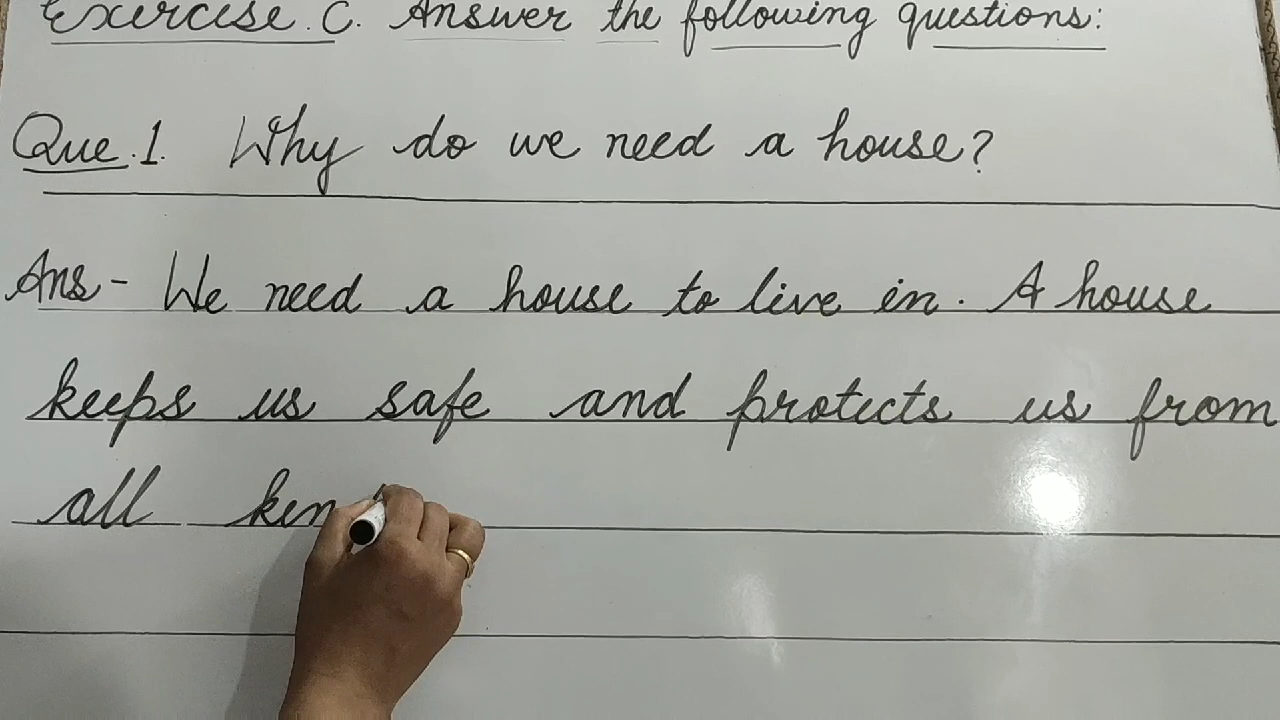 Exercise. C. Answer the following questions:
Que.1. Why do we need a house?
Ans- We need a house to live in. A house
keeps us safe and protects us from
all kin